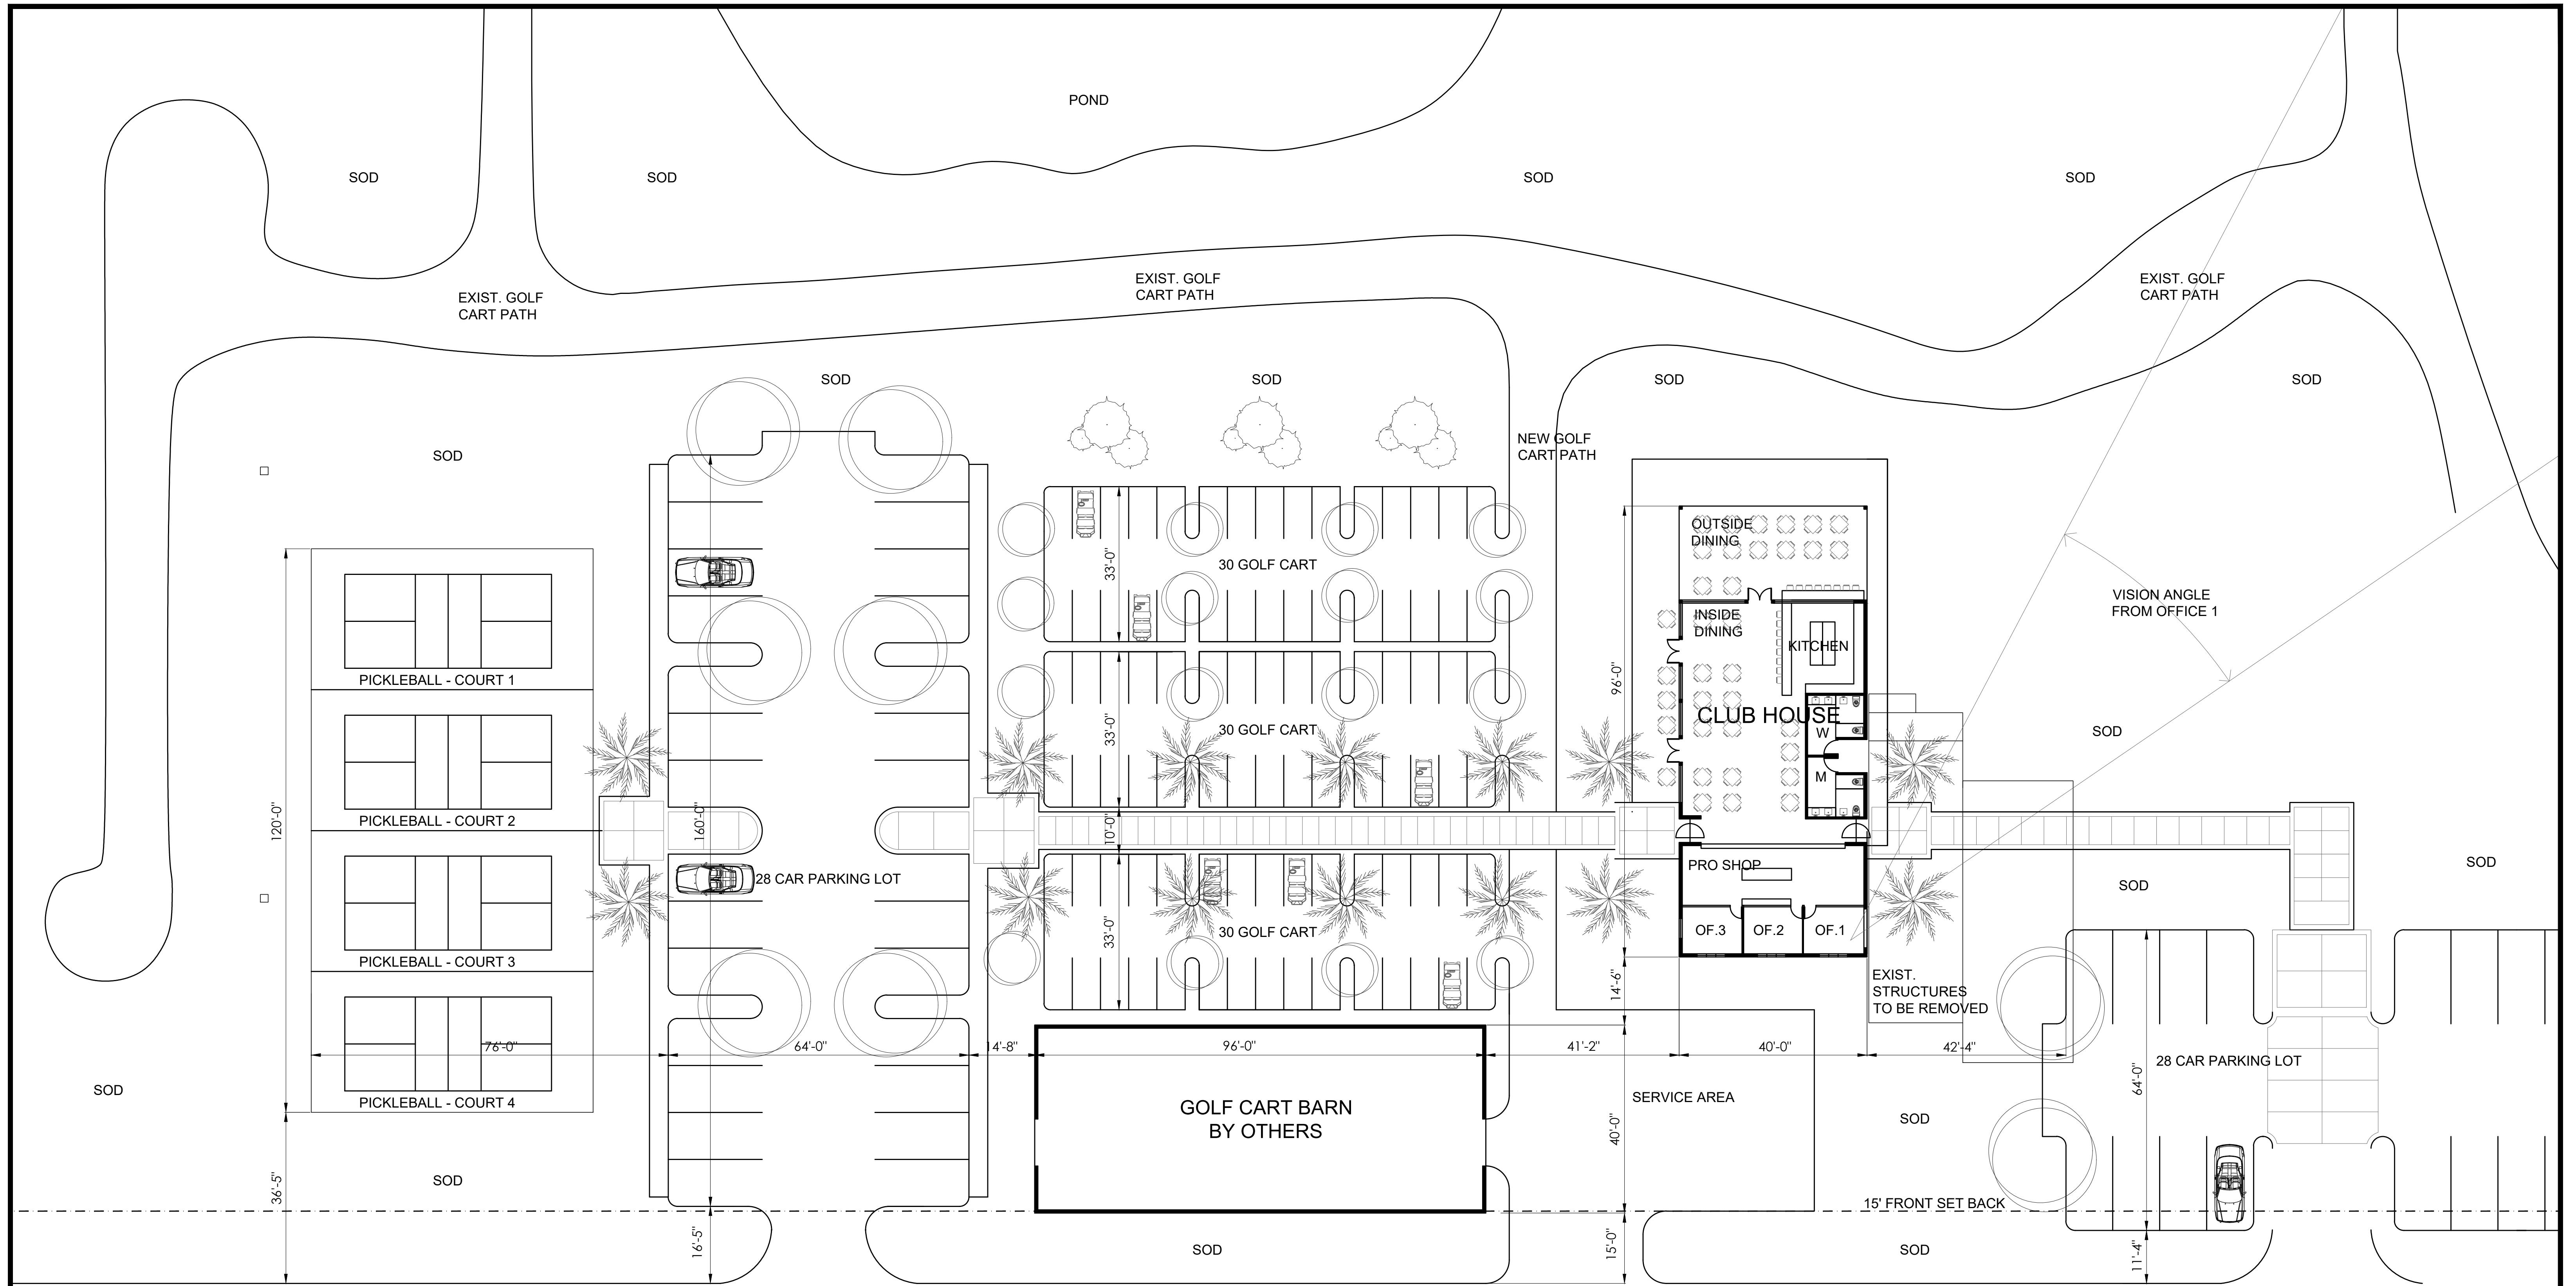 POND
SOD
SOD
SOD
SOD
EXIST. GOLF
CART PATH
EXIST. GOLF
CART PATH
EXIST. GOLF
CART PATH
SOD
SOD
SOD
SOD
SOD
NEW GOLF
CART PATH
OUTSIDE
DINING
33'-0"
30 GOLF CART
VISION ANGLE
FROM OFFICE 1
INSIDE
DINING
KITCHEN
96'-0"
PICKLEBALL - COURT 1
CLUB HOUSE
33'-0"
30 GOLF CART
W
SOD
M
120'-0"
PICKLEBALL - COURT 2
160'-0"
10'-0"
PRO SHOP
SOD
28 CAR PARKING LOT
SOD
33'-0"
30 GOLF CART
OF.3
OF.2
OF.1
PICKLEBALL - COURT 3
EXIST.
STRUCTURES
TO BE REMOVED
14'-6"
76'-0"
64'-0"
14'-8"
96'-0"
41'-2"
40'-0"
42'-4"
28 CAR PARKING LOT
64'-0"
SOD
PICKLEBALL - COURT 4
GOLF CART BARN
BY OTHERS
SERVICE AREA
40'-0"
SOD
36'-5"
SOD
15' FRONT SET BACK
16'-5"
SOD
15'-0"
SOD
11'-4"